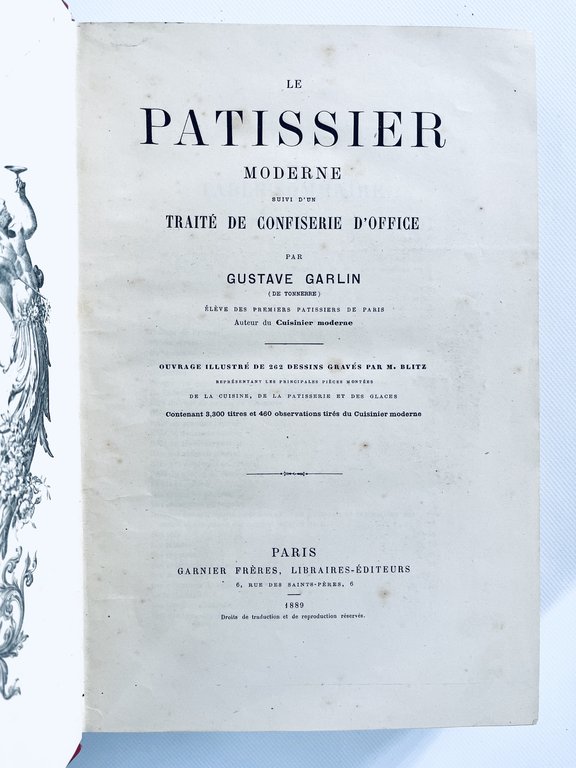 LE
PATISSIER
MODERNE
SUIVI D'UN
TRAITÉ DE CONFISERIE D'OFFICE
PAR
GUSTAVE GARLIN
(DE TONNERRE)
ÉLÈVE DES PREMIERS PATISSIERS DE PARIS
Auteur du Cuisinier moderne
OUVRAGE ILLUSTRÉ DE 262 DESSINS GRAVÉS PAR M. BLITZ
REPRÉSENTANT LES PRINCIPALES PIÈCES MONTÉES
DE LA CUISINE, DE LA PATISSERIE ET DES GLACES
Contenant 3,300 titres et 460 observations tirés du Cuisinier moderne
PARIS
GARNIER FRÈRES, LIBRAIRES-ÉDITEURS
6, RUE DES SAINTS-PÈRES, 6
1889
Droits de traduction et de reproduction réservés.